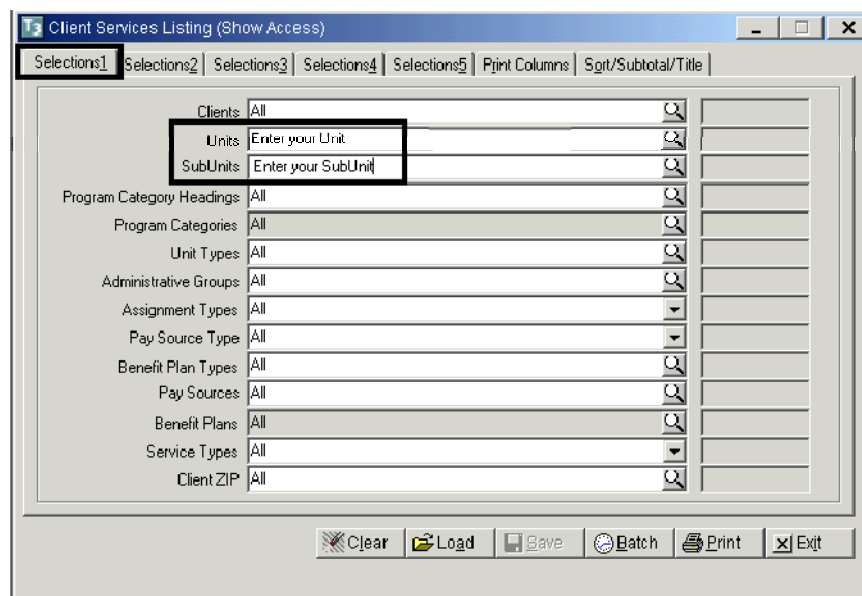 T3 Client Services Listing (Show Access)
Selections1 Selections2 Selections3 Selections4 Selections5 Print Columns Sort/Subtotal/Title
Clients All
Units Enter your Unit
SubUnits Enter your SubUnit
Program Category Headings All
Program Categories All
Unit Types All
Administrative Groups All
Assignment Types All
Pay Source Type All
Benefit Plan Types All
Pay Sources All
Benefit Plans All
Service Types All
Client ZIP All
Clear Load Save Batch Print Exit